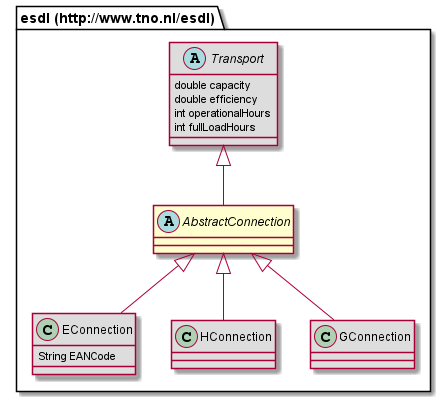 esdl (http://www.tno.nl/esdl)
A Transport
double capacity
double efficiency
int operationalHours
int fullLoadHours
A AbstractConnection
C EConnection
String EANCode
C HConnection
C GConnection